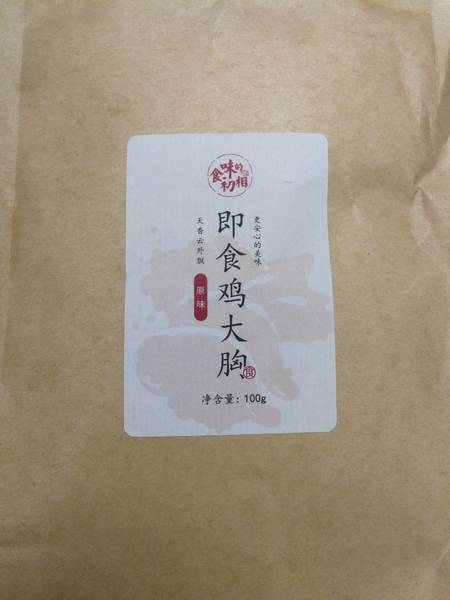 食味的初相
更安心的美味
即食鸡大胸
天香云外飘
原味
净含量：100g